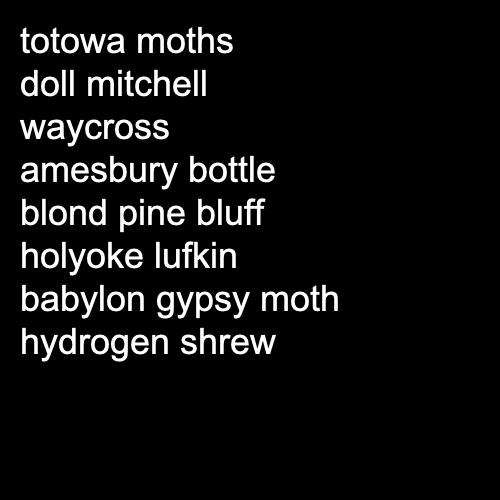 totowa moths
doll mitchell
waycross
amesbury bottle
blond pine bluff
holyoke lufkin
babylon gypsy moth
hydrogen shrew